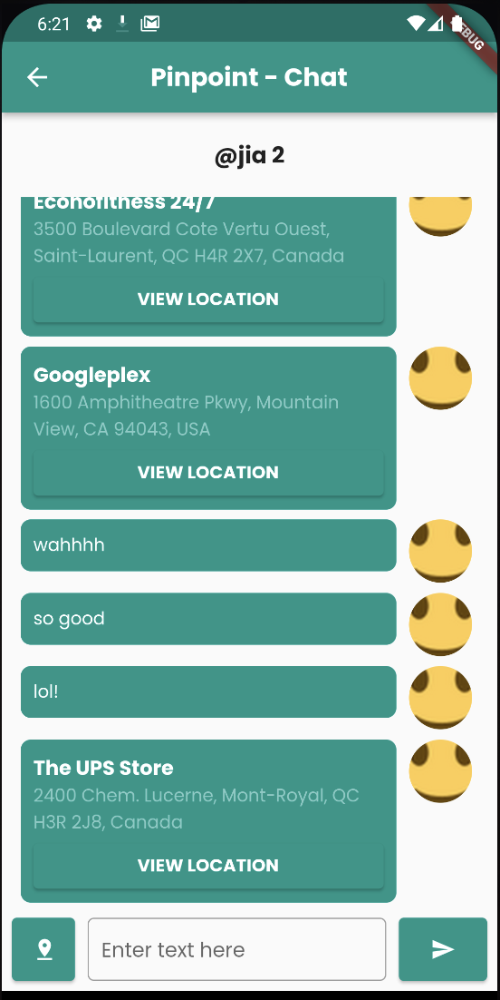 6:21
Pinpoint - Chat
@jia 2
Econofitness 24/7
3500 Boulevard Cote Vertu Ouest,
Saint-Laurent, QC H4R 2X7, Canada
VIEW LOCATION
Googleplex
1600 Amphitheatre Pkwy, Mountain
View, CA 94043, USA
VIEW LOCATION
wahhhh
so good
lol!
The UPS Store
2400 Chem. Lucerne, Mont-Royal, QC
H3R 2J8, Canada
VIEW LOCATION
Enter text here